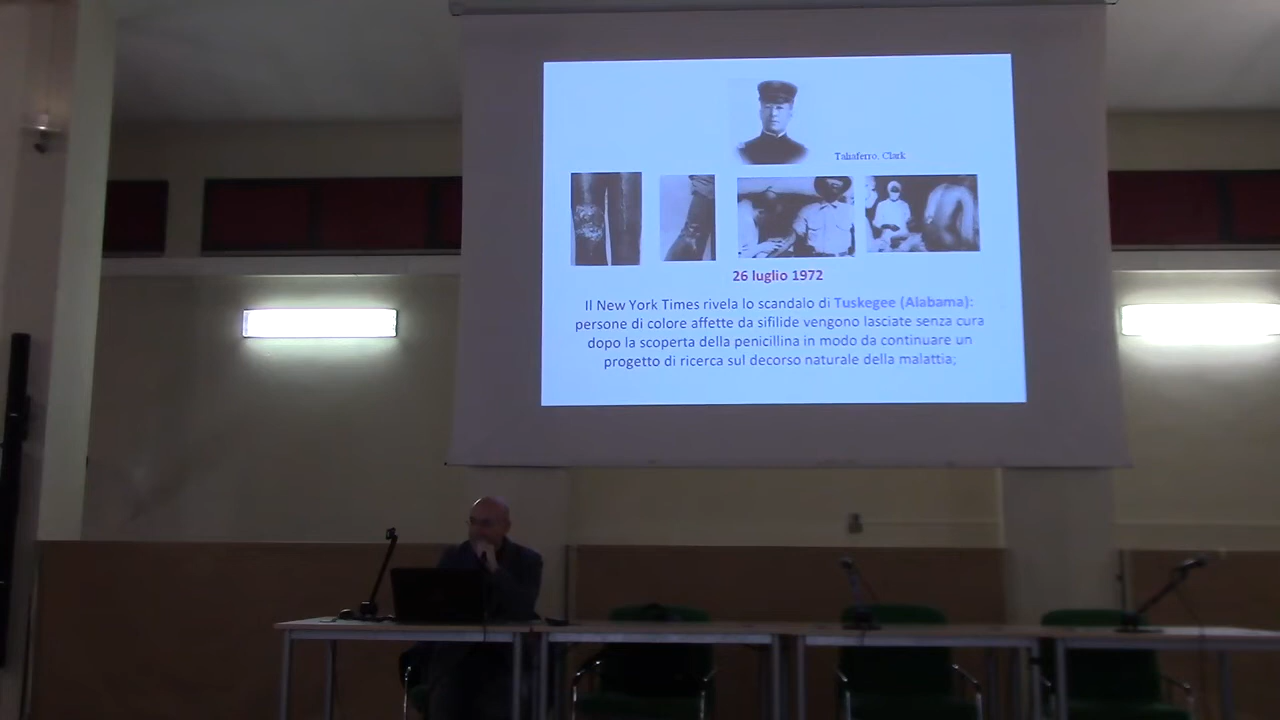 Taliaferro, Clark
26 luglio 1972
Il New York Times rivela lo scandalo di Tuskegee (Alabama):
persone di colore affette da sifilide vengono lasciate senza cura
dopo la scoperta della penicillina in modo da continuare un
progetto di ricerca sul decorso naturale della malattia;